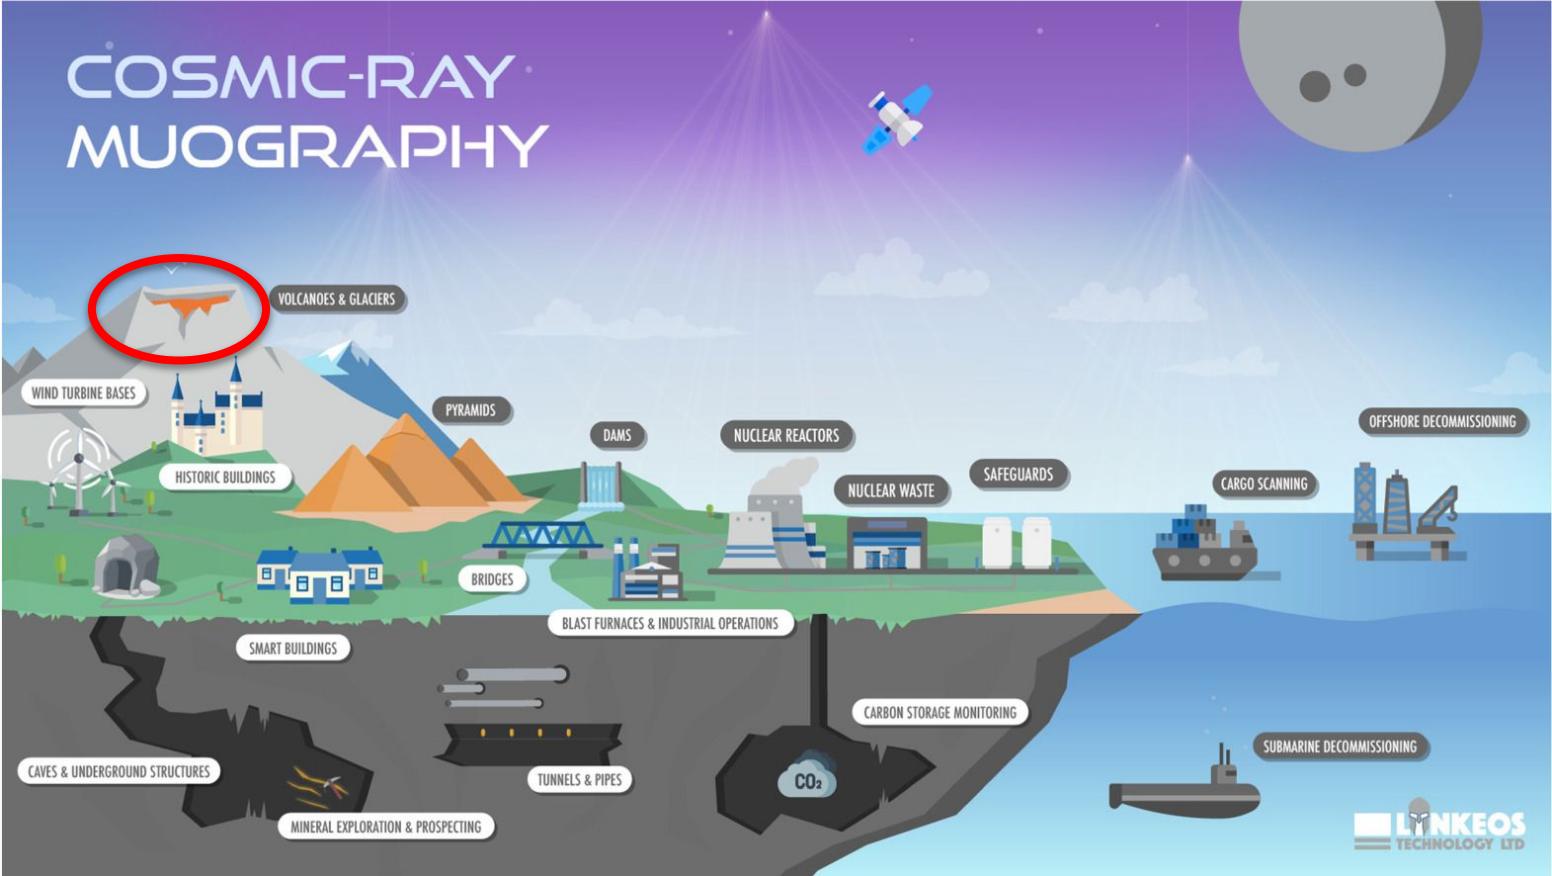 COSMIC-RAY
MUOGRAPHY
VOLCANOES & GLACIERS
WIND TURBINE BASES
PYRAMIDS
OFFSHORE DECOMMISSIONING
DAMS
NUCLEAR REACTORS
HISTORIC BUILDINGS
SAFEGUARDS
CARGO SCANNING
NUCLEAR WASTE
BRIDGES
BLAST FURNACES & INDUSTRIAL OPERATIONS
SMART BUILDINGS
CARBON STORAGE MONITORING
SUBMARINE DECOMMISSIONING
CAVES & UNDERGROUND STRUCTURES
TUNNELS & PIPES
CO₂
MINERAL EXPLORATION & PROSPECTING
LYNKEOS
TECHNOLOGY LTD